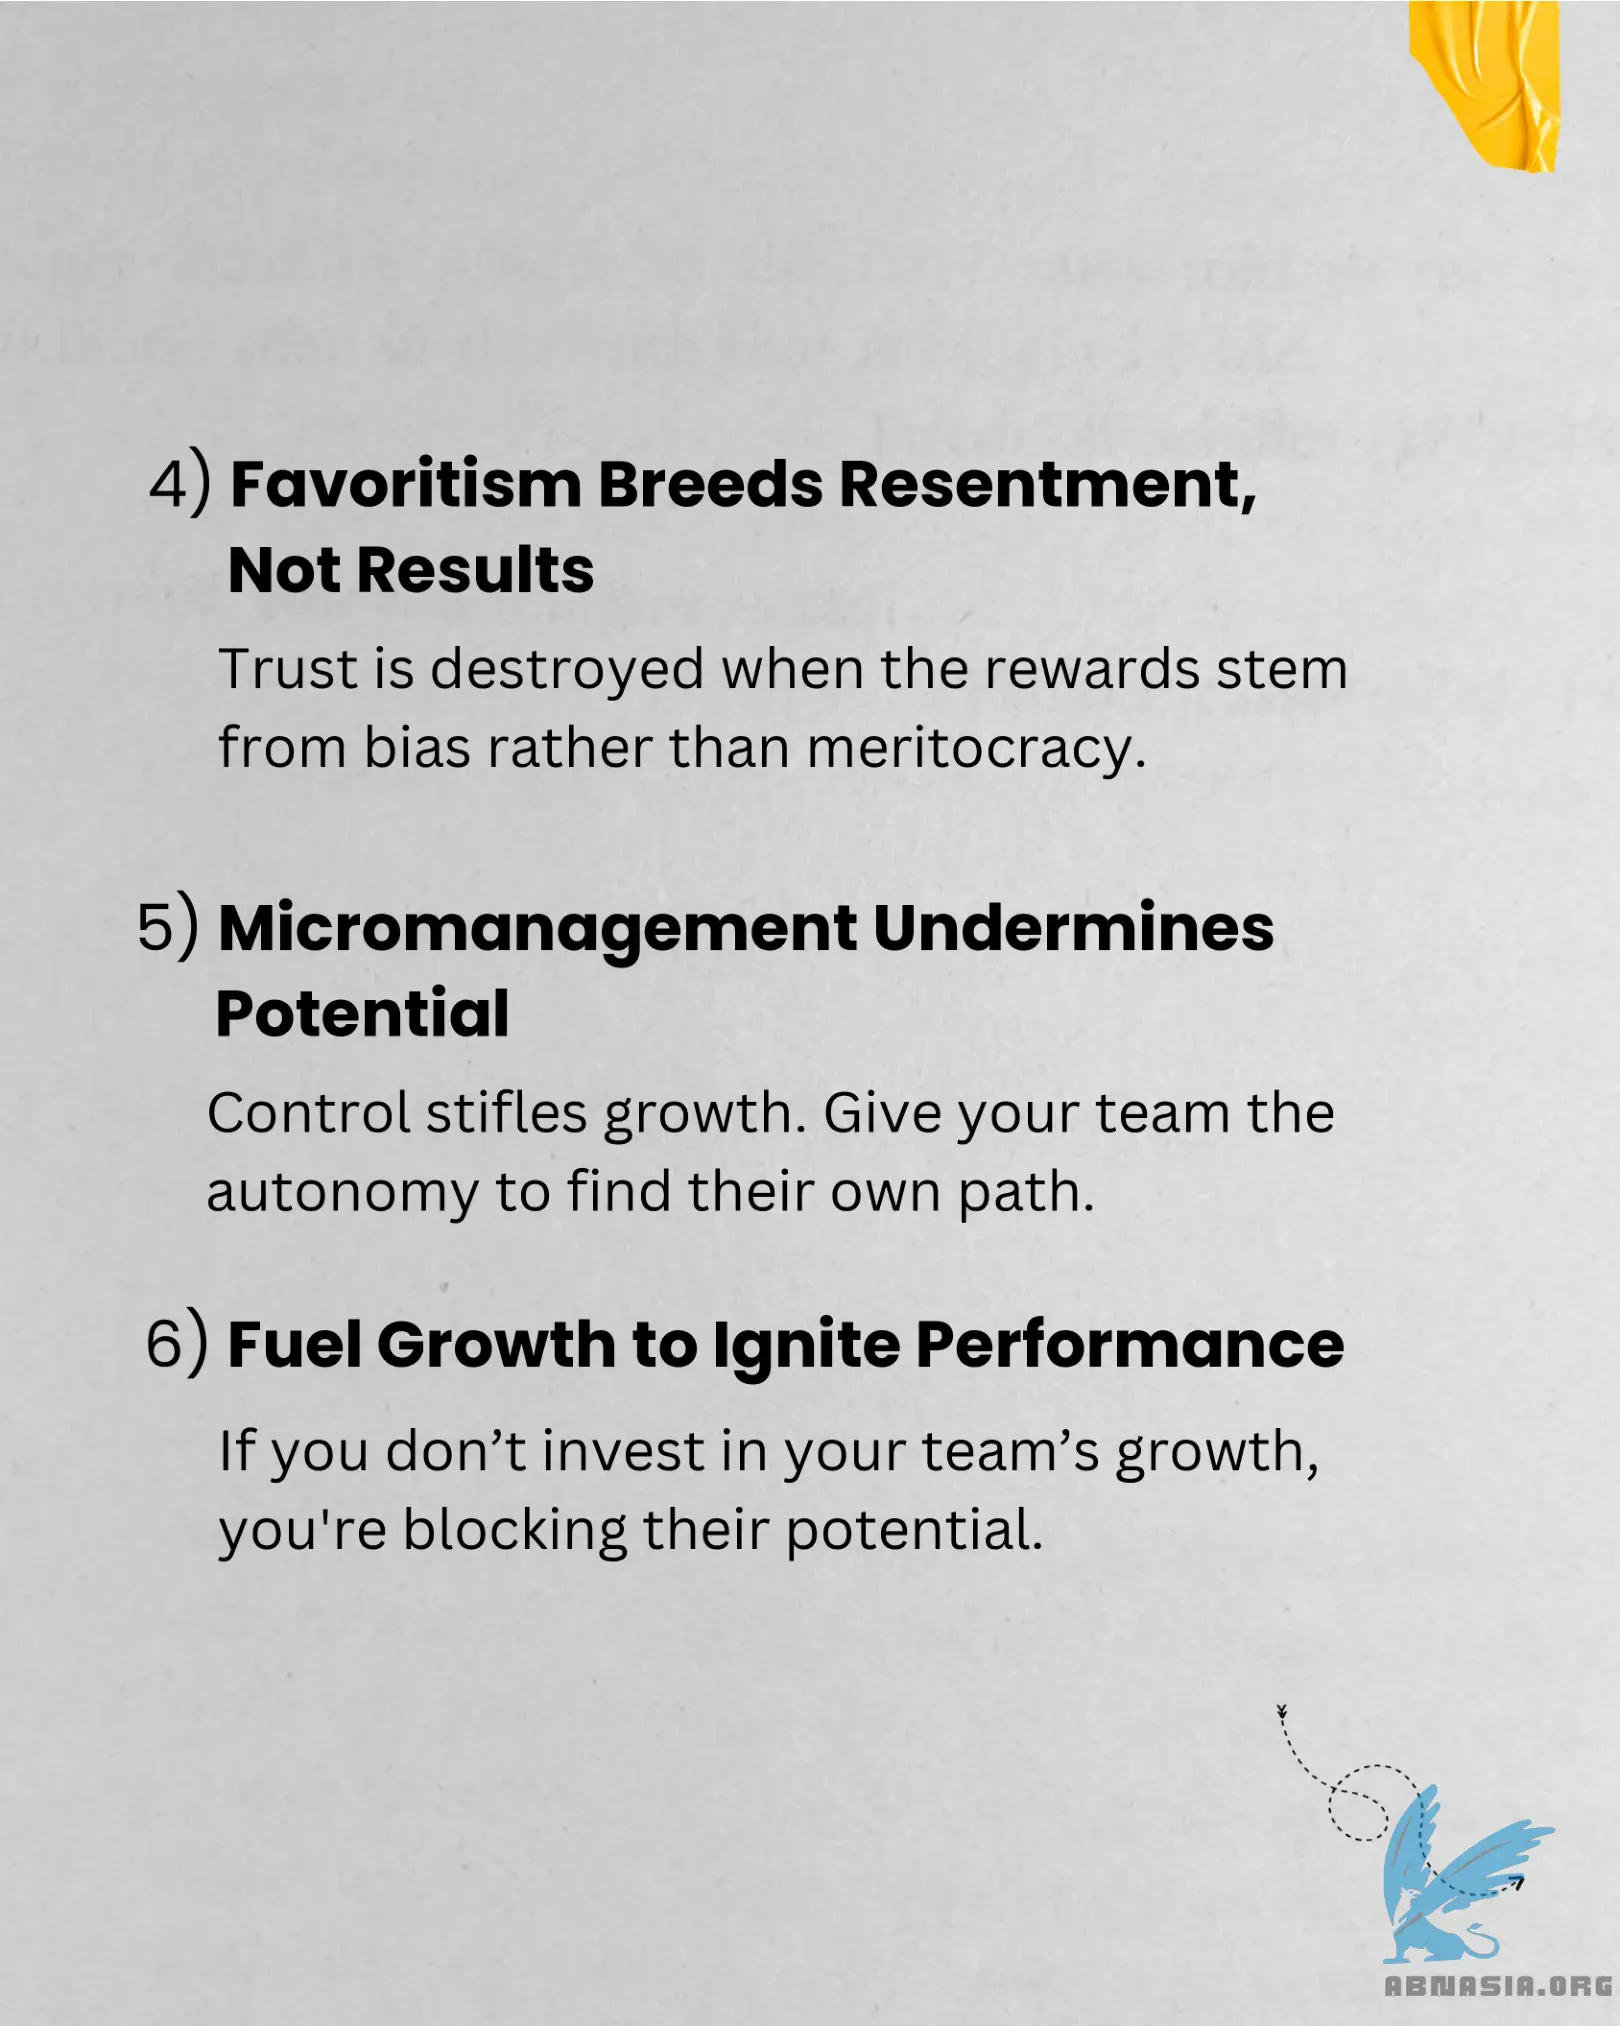 4) Favoritism Breeds Resentment,
Not Results
Trust is destroyed when the rewards stem
from bias rather than meritocracy.
5) Micromanagement Undermines
Potential
Control stifles growth. Give your team the
autonomy to find their own path.
6) Fuel Growth to Ignite Performance
If you don’t invest in your team’s growth,
you're blocking their potential.
ABNASIA.ORG